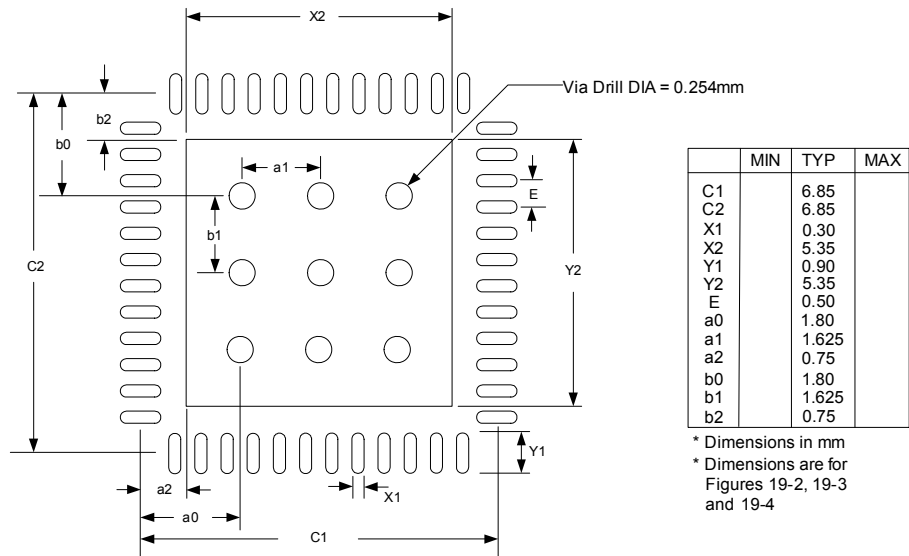 X2
Via Drill DIA = 0.254mm
b2
b0
a1
E
b1
C2
Y2
a2
X1
Y1
a0
C1
MIN TYP MAX
C1 6.85
C2 6.85
X1 0.30
X2 5.35
Y1 0.90
Y2 5.35
E 0.50
a0 1.80
a1 1.625
a2 0.75
b0 1.80
b1 1.625
b2 0.75
* Dimensions in mm
* Dimensions are for
Figures 19-2, 19-3
and 19-4